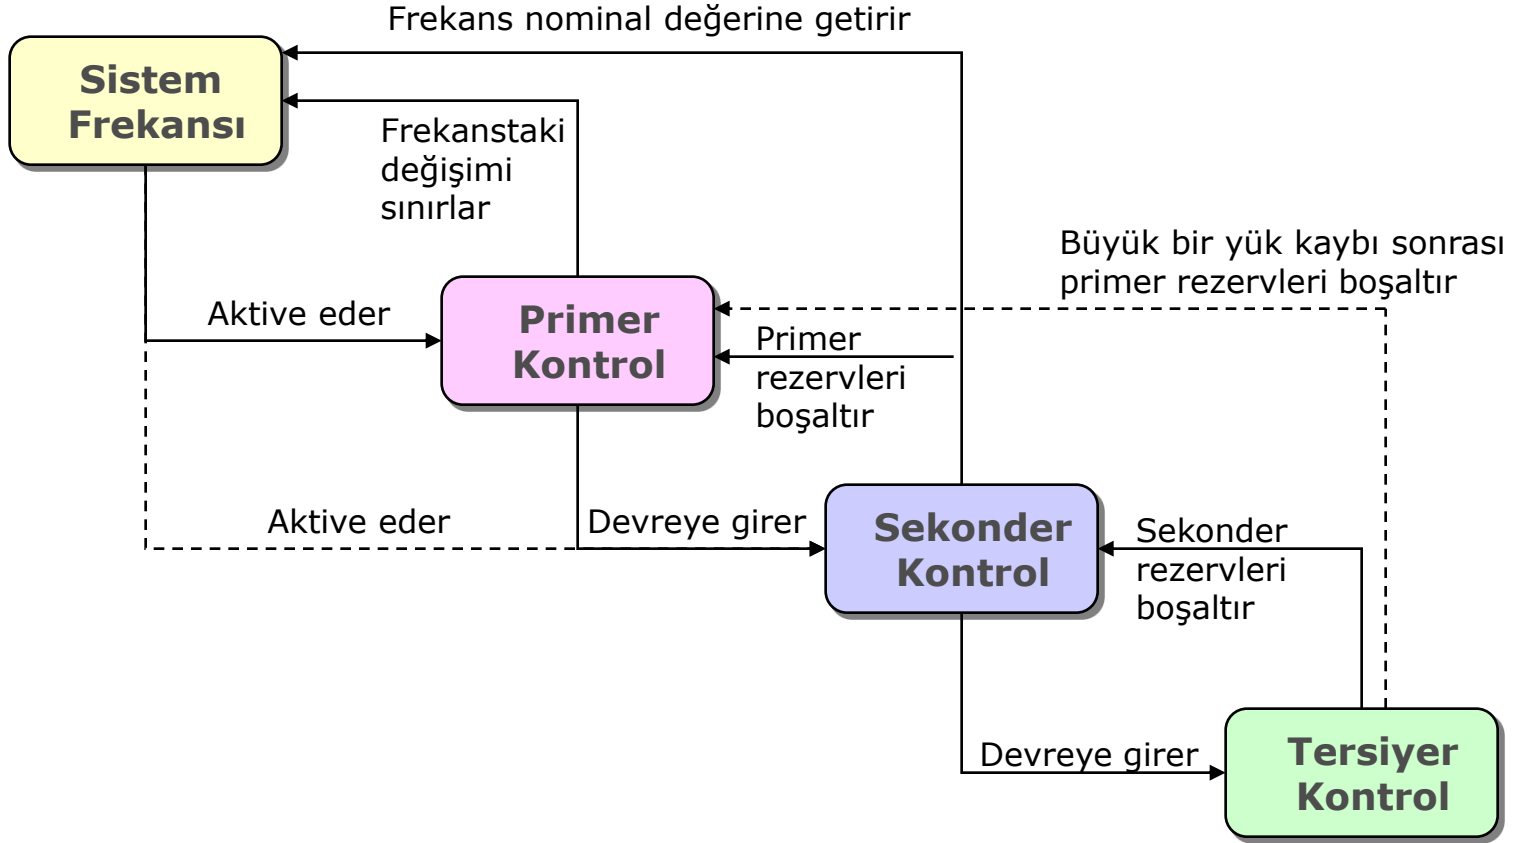 Frekans nominal değerine getirir
Sistem
Frekansı
Frekanstaki
değişimi
sınırlar
Büyük bir yük kaybı sonrası
primer rezervleri boşaltır
Aktive eder
Primer
Kontrol
Primer
rezervleri
boşaltır
Aktive eder
Devreye girer
Sekonder
Kontrol
Sekonder
rezervleri
boşaltır
Devreye girer
Tersiyer
Kontrol